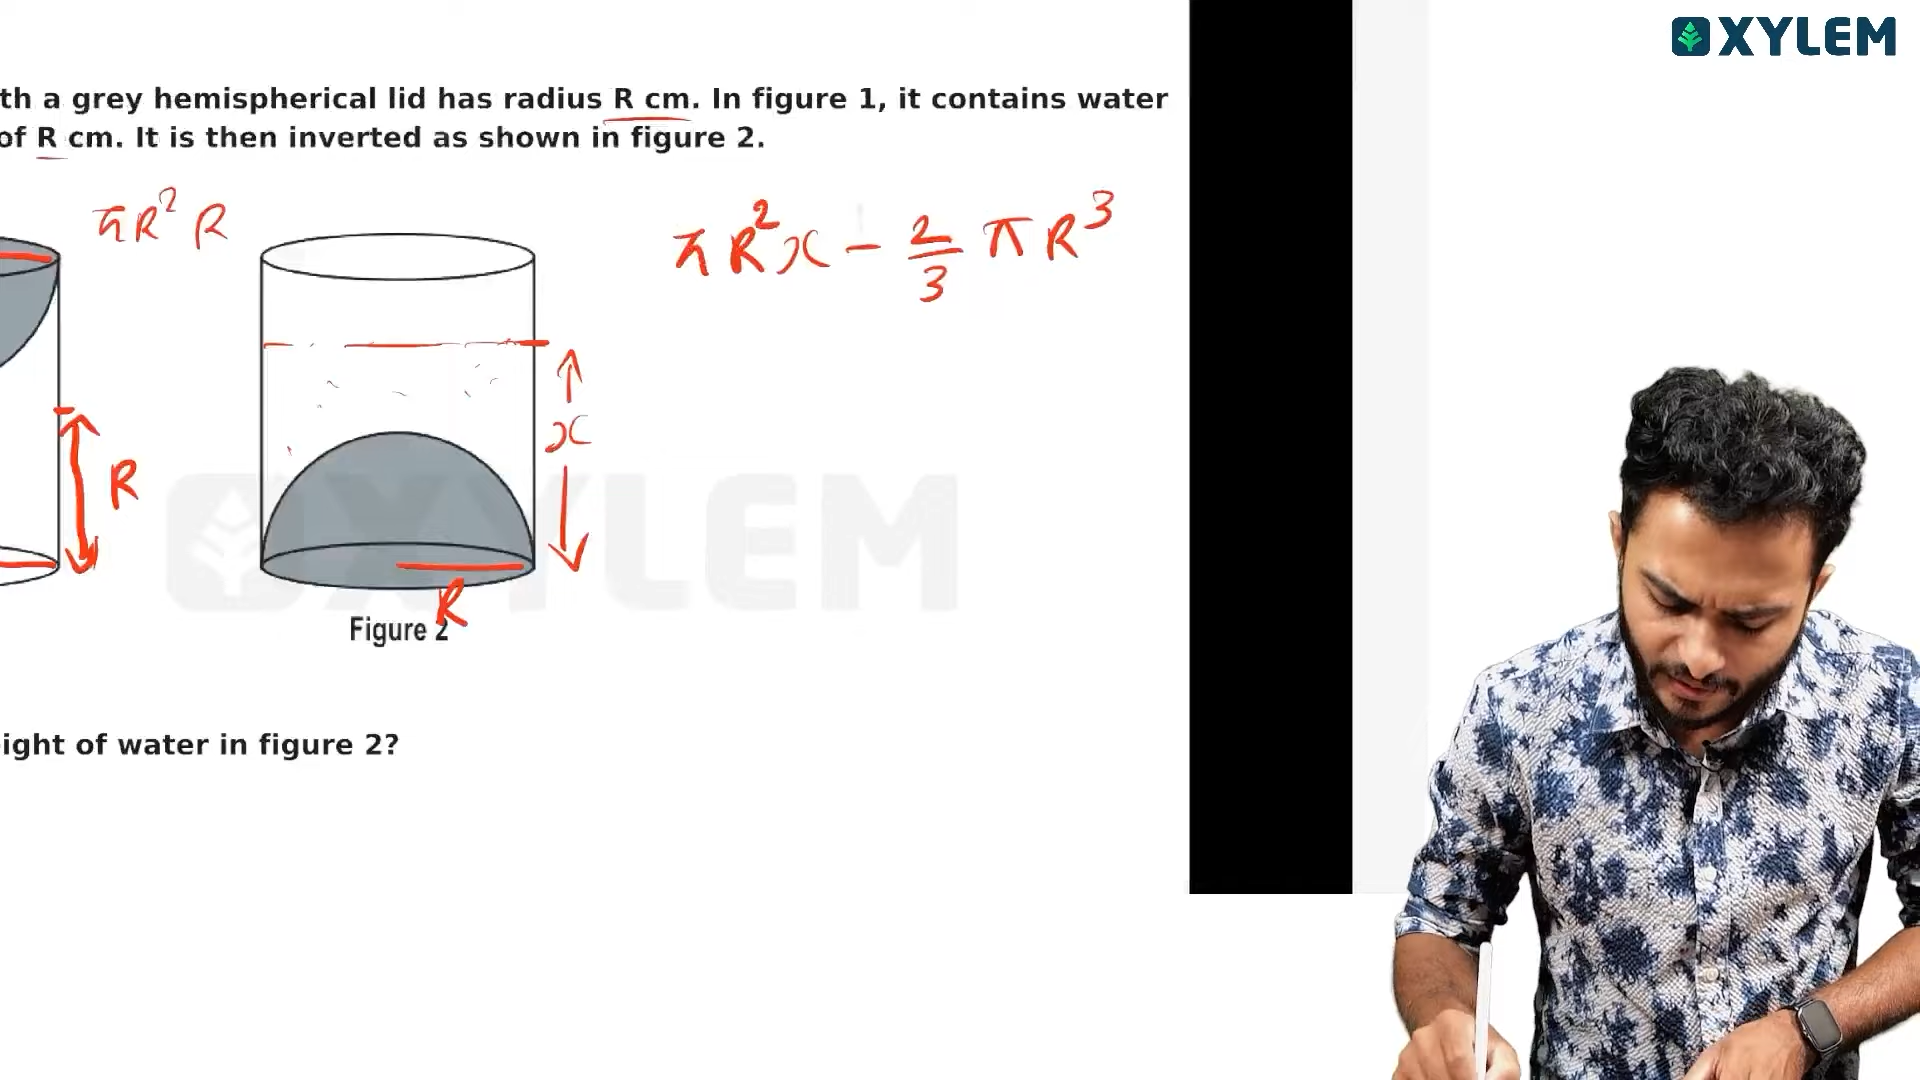 XYLEM
th a grey hemispherical lid has radius R cm. In figure 1, it contains water
of R cm. It is then inverted as shown in figure 2.
πR² R
πR²x - 2/3 πR³
x
R
R
XYLEM
Figure 2
ight of water in figure 2?